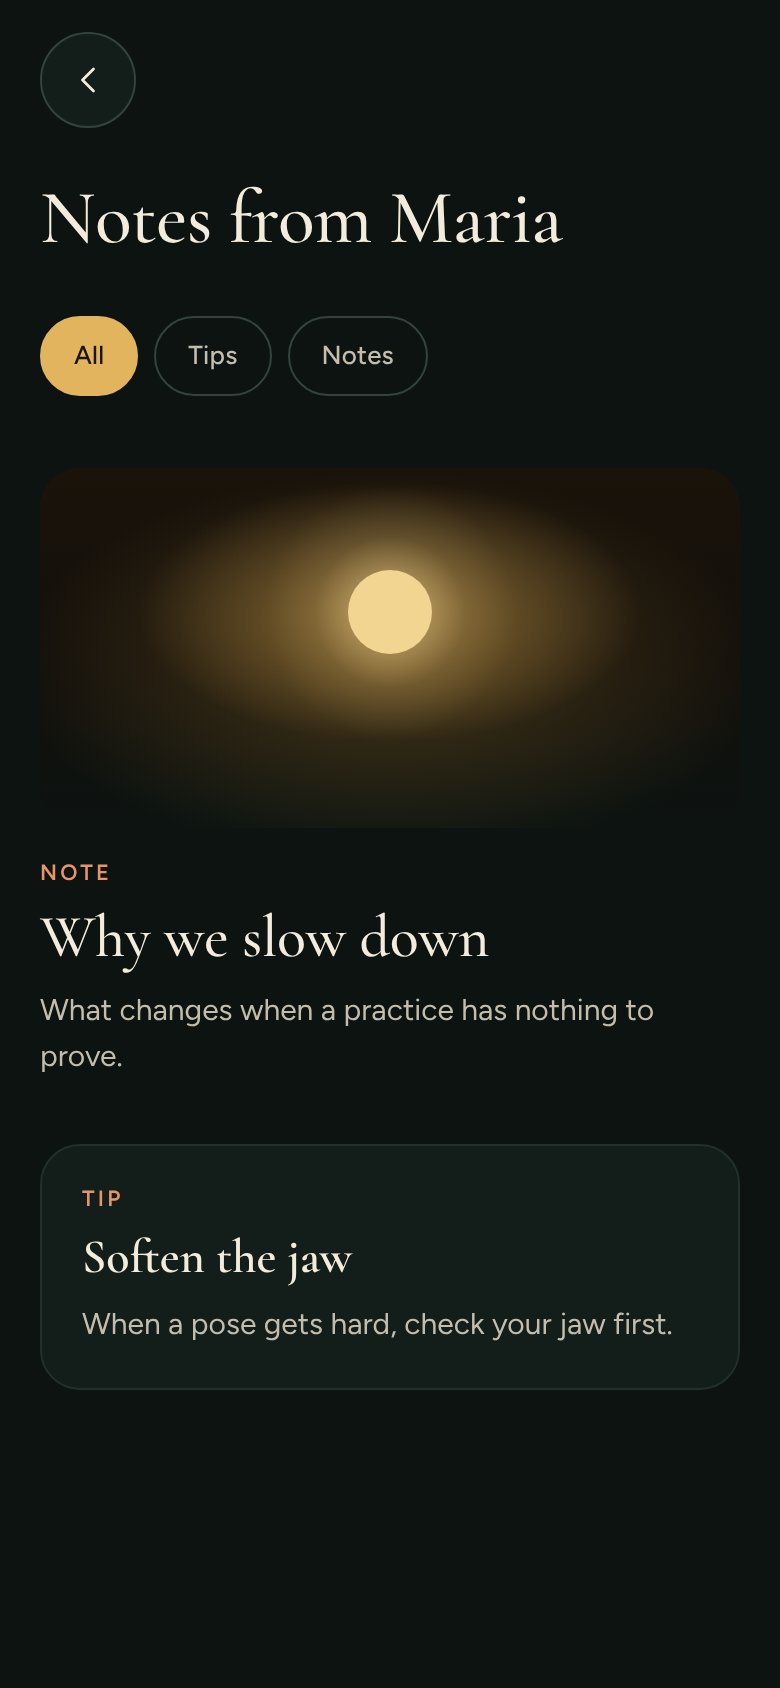 Notes from Maria
All
Tips
Notes
NOTE
Why we slow down
What changes when a practice has nothing to
prove.
TIP
Soften the jaw
When a pose gets hard, check your jaw first.